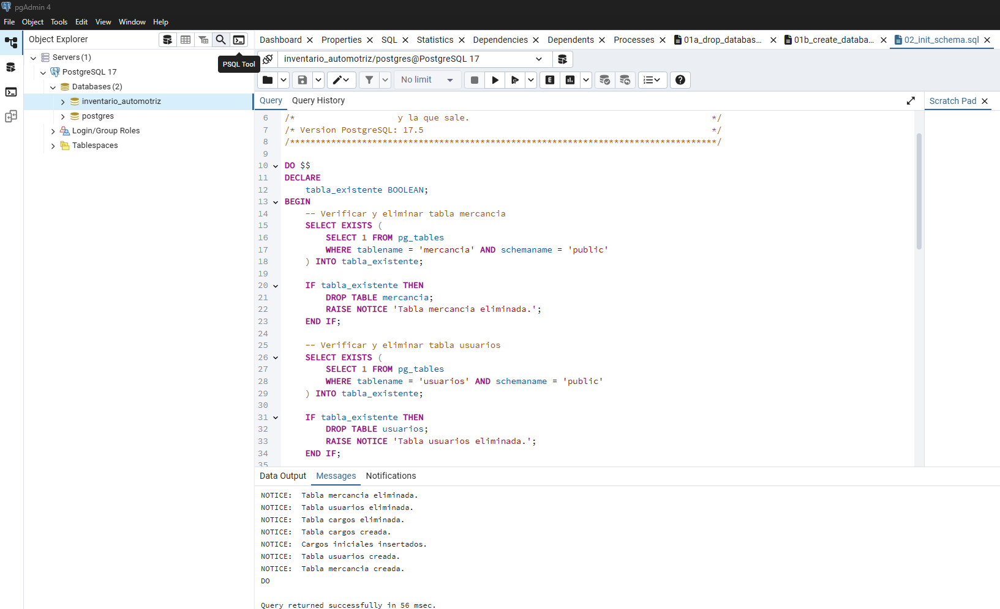 pgAdmin 4
File Object Tools Edit View Window Help
Object Explorer
PSQL Tool
Servers (1)
PostgreSQL 17
Databases (2)
inventario_automotriz
postgres
Login/Group Roles
Tablespaces
Dashboard Properties SQL Statistics Dependencies Dependents Processes 01a_drop_databas... 01b_create_databa... 02_init_schema.sql
inventario_automotriz/postgres@PostgreSQL 17
No limit
Query Query History
Scratch Pad
6 /* y la que sale. */
7 /* Version PostgreSQL: 17.5 */
8 /***********************************************************************************/
9
10 DO $$
11 DECLARE
12 tabla_existente BOOLEAN;
13 BEGIN
14 -- Verificar y eliminar tabla mercancia
15 SELECT EXISTS (
16 SELECT 1 FROM pg_tables
17 WHERE tablename = 'mercancia' AND schemaname = 'public'
18 ) INTO tabla_existente;
19
20 IF tabla_existente THEN
21 DROP TABLE mercancia;
22 RAISE NOTICE 'Tabla mercancia eliminada.';
23 END IF;
24
25 -- Verificar y eliminar tabla usuarios
26 SELECT EXISTS (
27 SELECT 1 FROM pg_tables
28 WHERE tablename = 'usuarios' AND schemaname = 'public'
29 ) INTO tabla_existente;
30
31 IF tabla_existente THEN
32 DROP TABLE usuarios;
33 RAISE NOTICE 'Tabla usuarios eliminada.';
34 END IF;
35
Data Output Messages Notifications
NOTICE: Tabla mercancia eliminada.
NOTICE: Tabla usuarios eliminada.
NOTICE: Tabla cargos eliminada.
NOTICE: Tabla cargos creada.
NOTICE: Cargos iniciales insertados.
NOTICE: Tabla usuarios creada.
NOTICE: Tabla mercancia creada.
DO
Query returned successfully in 56 msec.